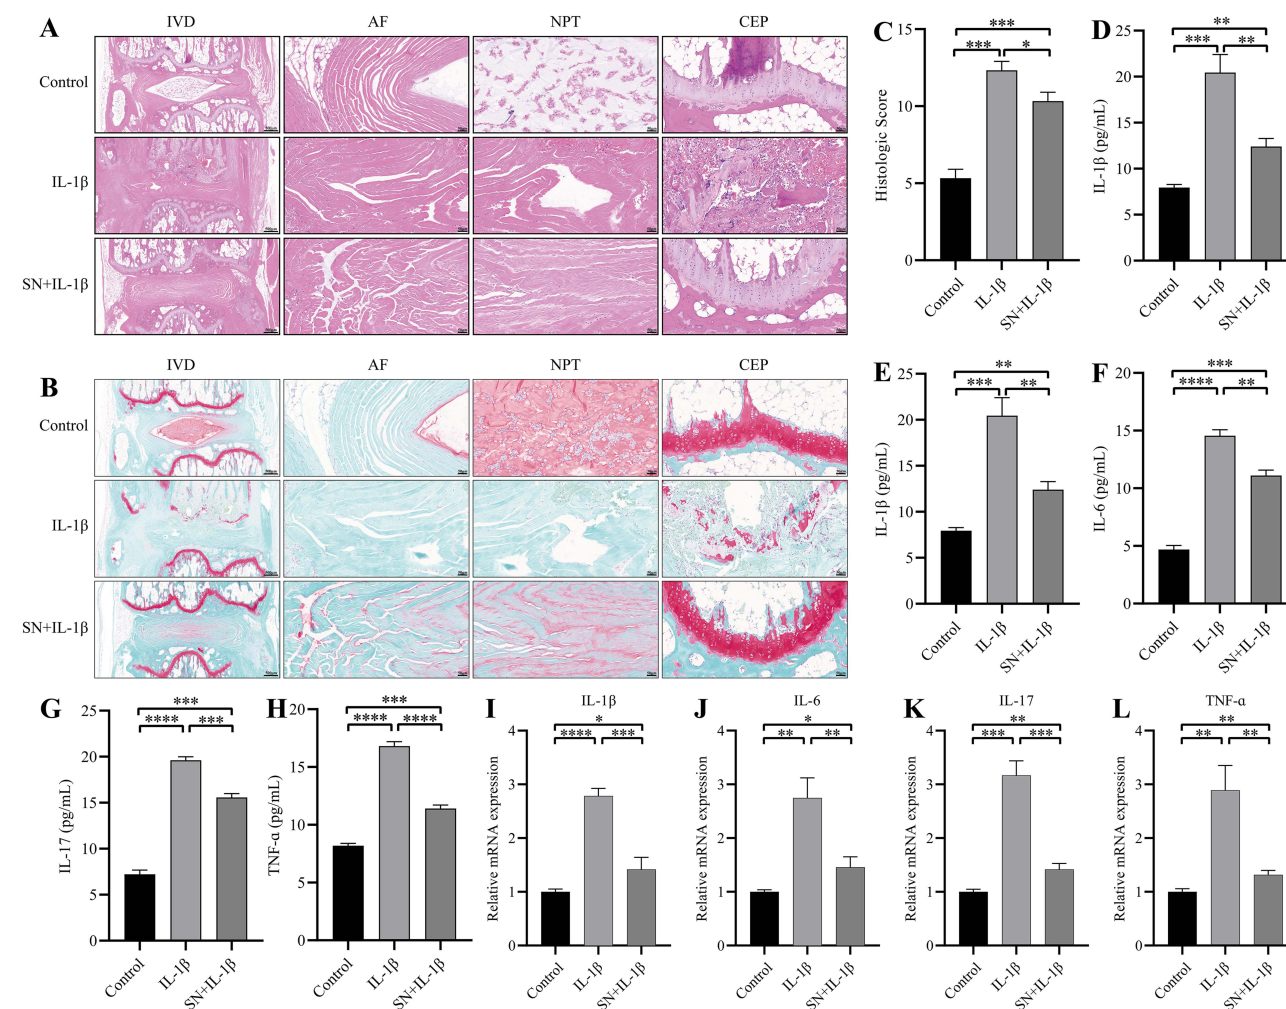 A
IVD
AF
NPT
CEP
Control
IL-1β
SN+IL-1β
B
IVD
AF
NPT
CEP
Control
IL-1β
SN+IL-1β
C
Histologic Score
15
10
5
0
***
***
*
Control
IL-1β
SN+IL-1β
D
IL-1β (pg/mL)
25
20
15
10
5
0
**
***
**
Control
IL-1β
SN+IL-1β
E
IL-1β (pg/mL)
25
20
15
10
5
0
**
***
**
Control
IL-1β
SN+IL-1β
F
IL-6 (pg/mL)
20
15
10
5
0
***
****
**
Control
IL-1β
SN+IL-1β
G
IL-17 (pg/mL)
25
20
15
10
5
0
***
****
***
Control
IL-1β
SN+IL-1β
H
TNF-α (pg/mL)
20
15
10
5
0
***
****
****
Control
IL-1β
SN+IL-1β
I
IL-1β
Relative mRNA expression
4
3
2
1
0
*
****
***
Control
IL-1β
SN+IL-1β
J
IL-6
Relative mRNA expression
4
3
2
1
0
*
**
**
Control
IL-1β
SN+IL-1β
K
IL-17
Relative mRNA expression
4
3
2
1
0
**
***
***
Control
IL-1β
SN+IL-1β
L
TNF-α
Relative mRNA expression
4
3
2
1
0
**
**
**
Control
IL-1β
SN+IL-1β